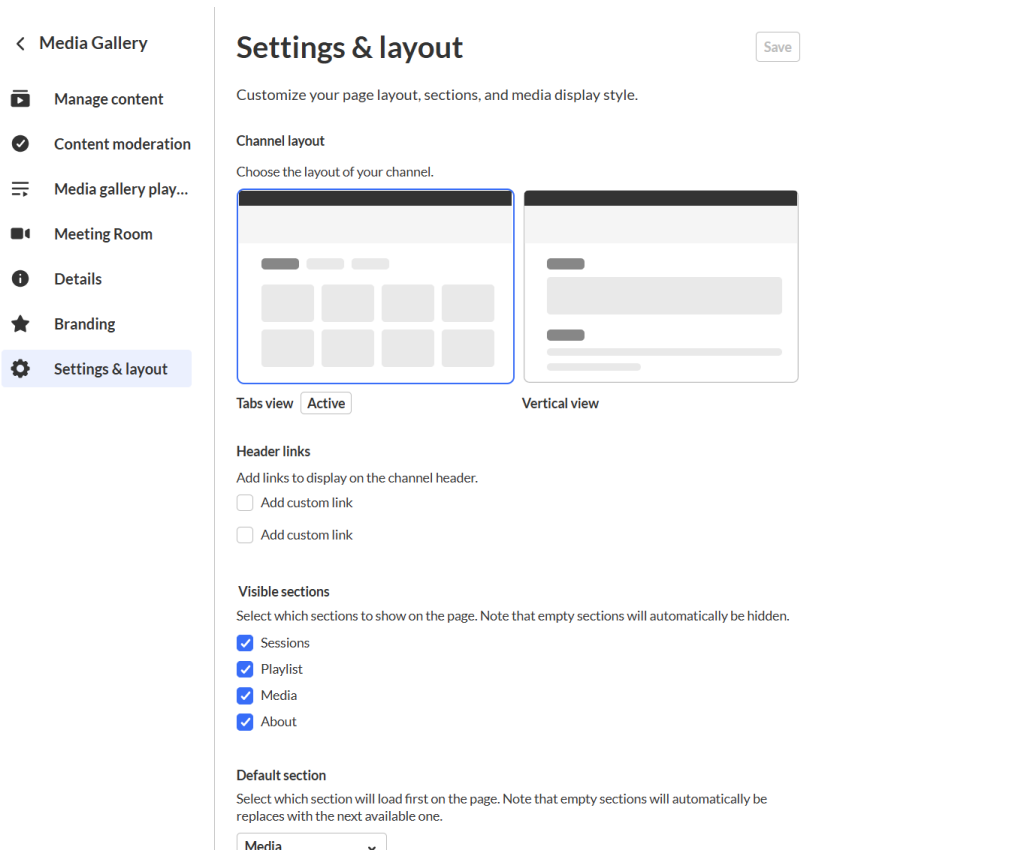 Media Gallery
Manage content
Content moderation
Media gallery play...
Meeting Room
Details
Branding
Settings & layout
Settings & layout
Save
Customize your page layout, sections, and media display style.
Channel layout
Choose the layout of your channel.
Tabs view
Active
Vertical view
Header links
Add links to display on the channel header.
Add custom link
Add custom link
Visible sections
Select which sections to show on the page. Note that empty sections will automatically be hidden.
Sessions
Playlist
Media
About
Default section
Select which section will load first on the page. Note that empty sections will automatically be
replaces with the next available one.
Media